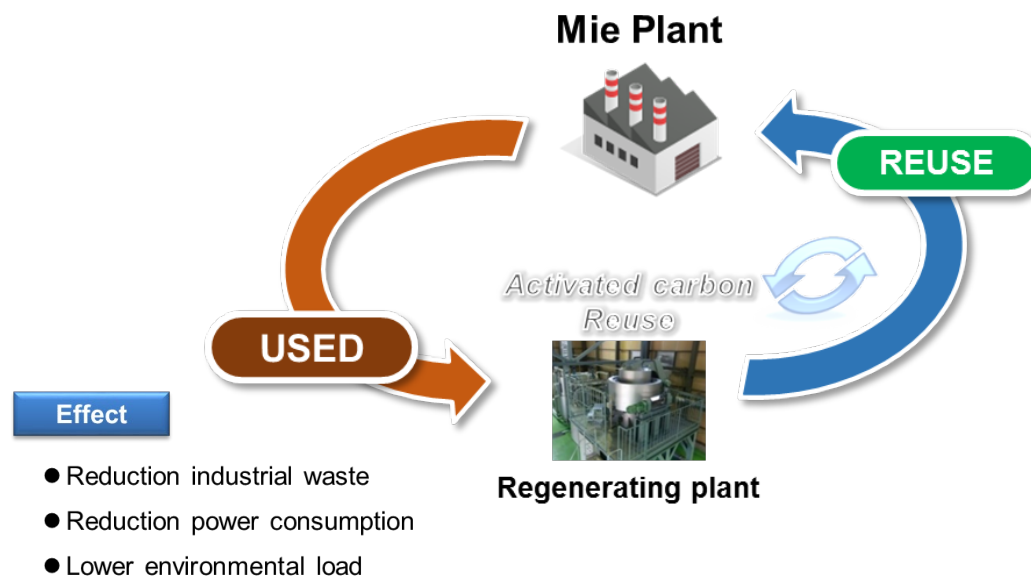 Mie Plant
REUSE
Activated carbon
Reuse
USED
Regenerating plant
Effect
● Reduction industrial waste
● Reduction power consumption
● Lower environmental load